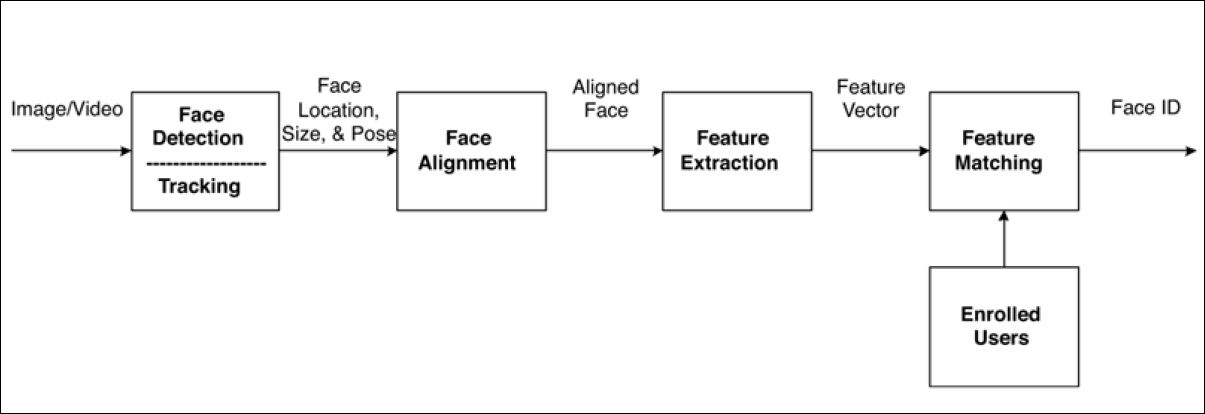 Image/Video
Face
Detection
-------------------
Tracking
Face
Location,
Size, & Pose
Face
Alignment
Aligned
Face
Feature
Extraction
Feature
Vector
Feature
Matching
Face ID
Enrolled
Users